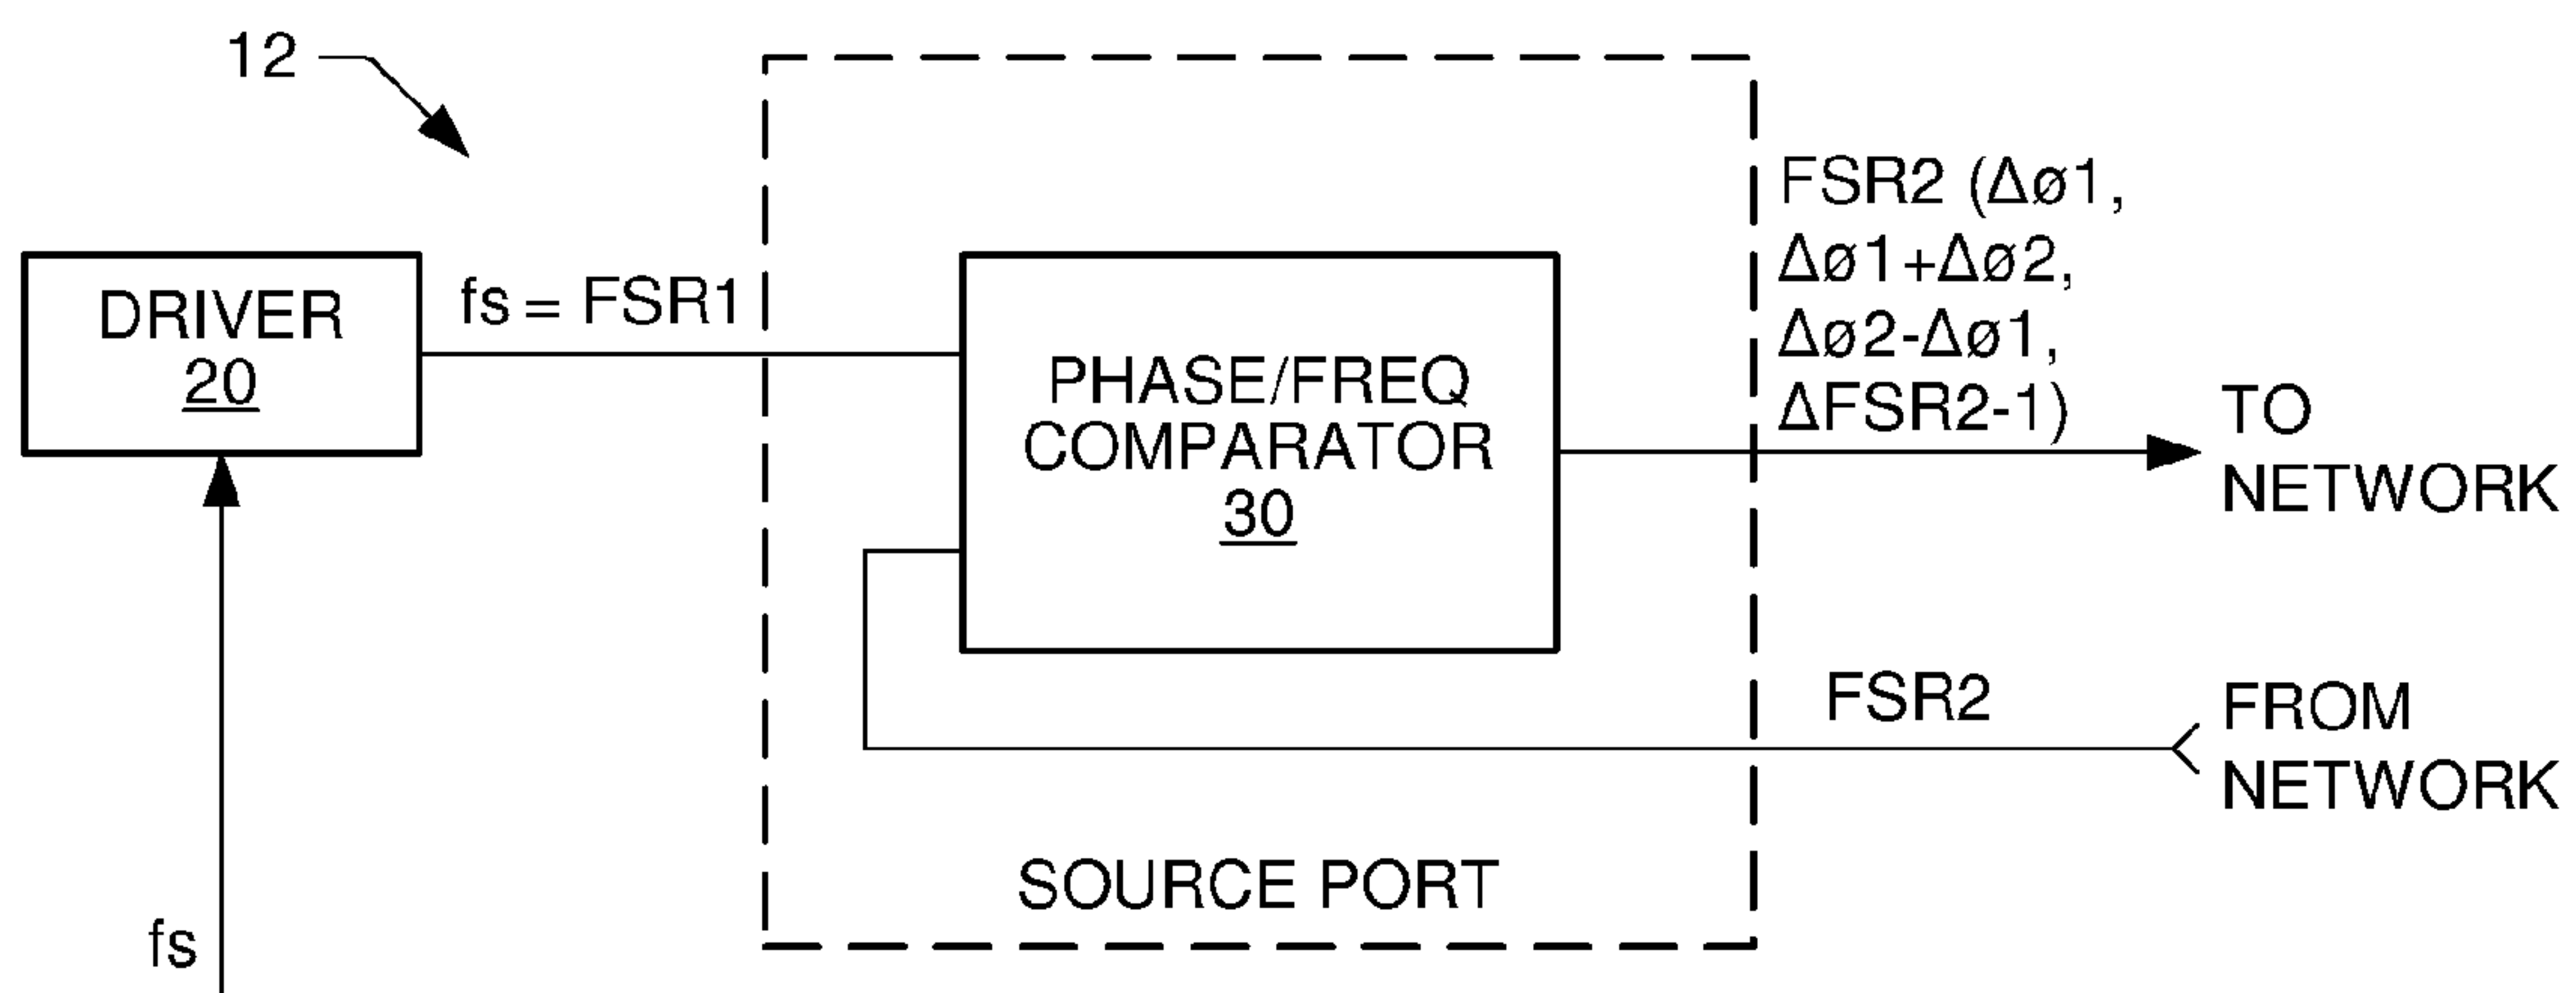 12
DRIVER
20
fs = FSR1
fs
PHASE/FREQ
COMPARATOR
30
SOURCE PORT
FSR2 (Δø1,
Δø1+Δø2,
Δø2-Δø1,
ΔFSR2-1)
TO
NETWORK
FSR2
FROM
NETWORK